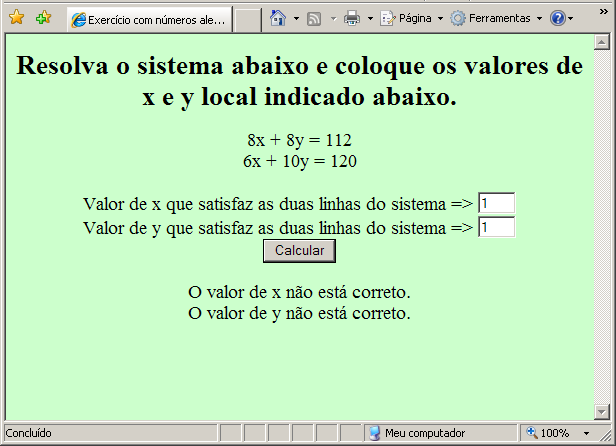 Exercício com números ale...
Página
Ferramentas
»
Resolva o sistema abaixo e coloque os valores de
x e y local indicado abaixo.
8x + 8y = 112
6x + 10y = 120
Valor de x que satisfaz as duas linhas do sistema => 1
Valor de y que satisfaz as duas linhas do sistema => 1
Calcular
O valor de x não está correto.
O valor de y não está correto.
Concluído
Meu computador
100%